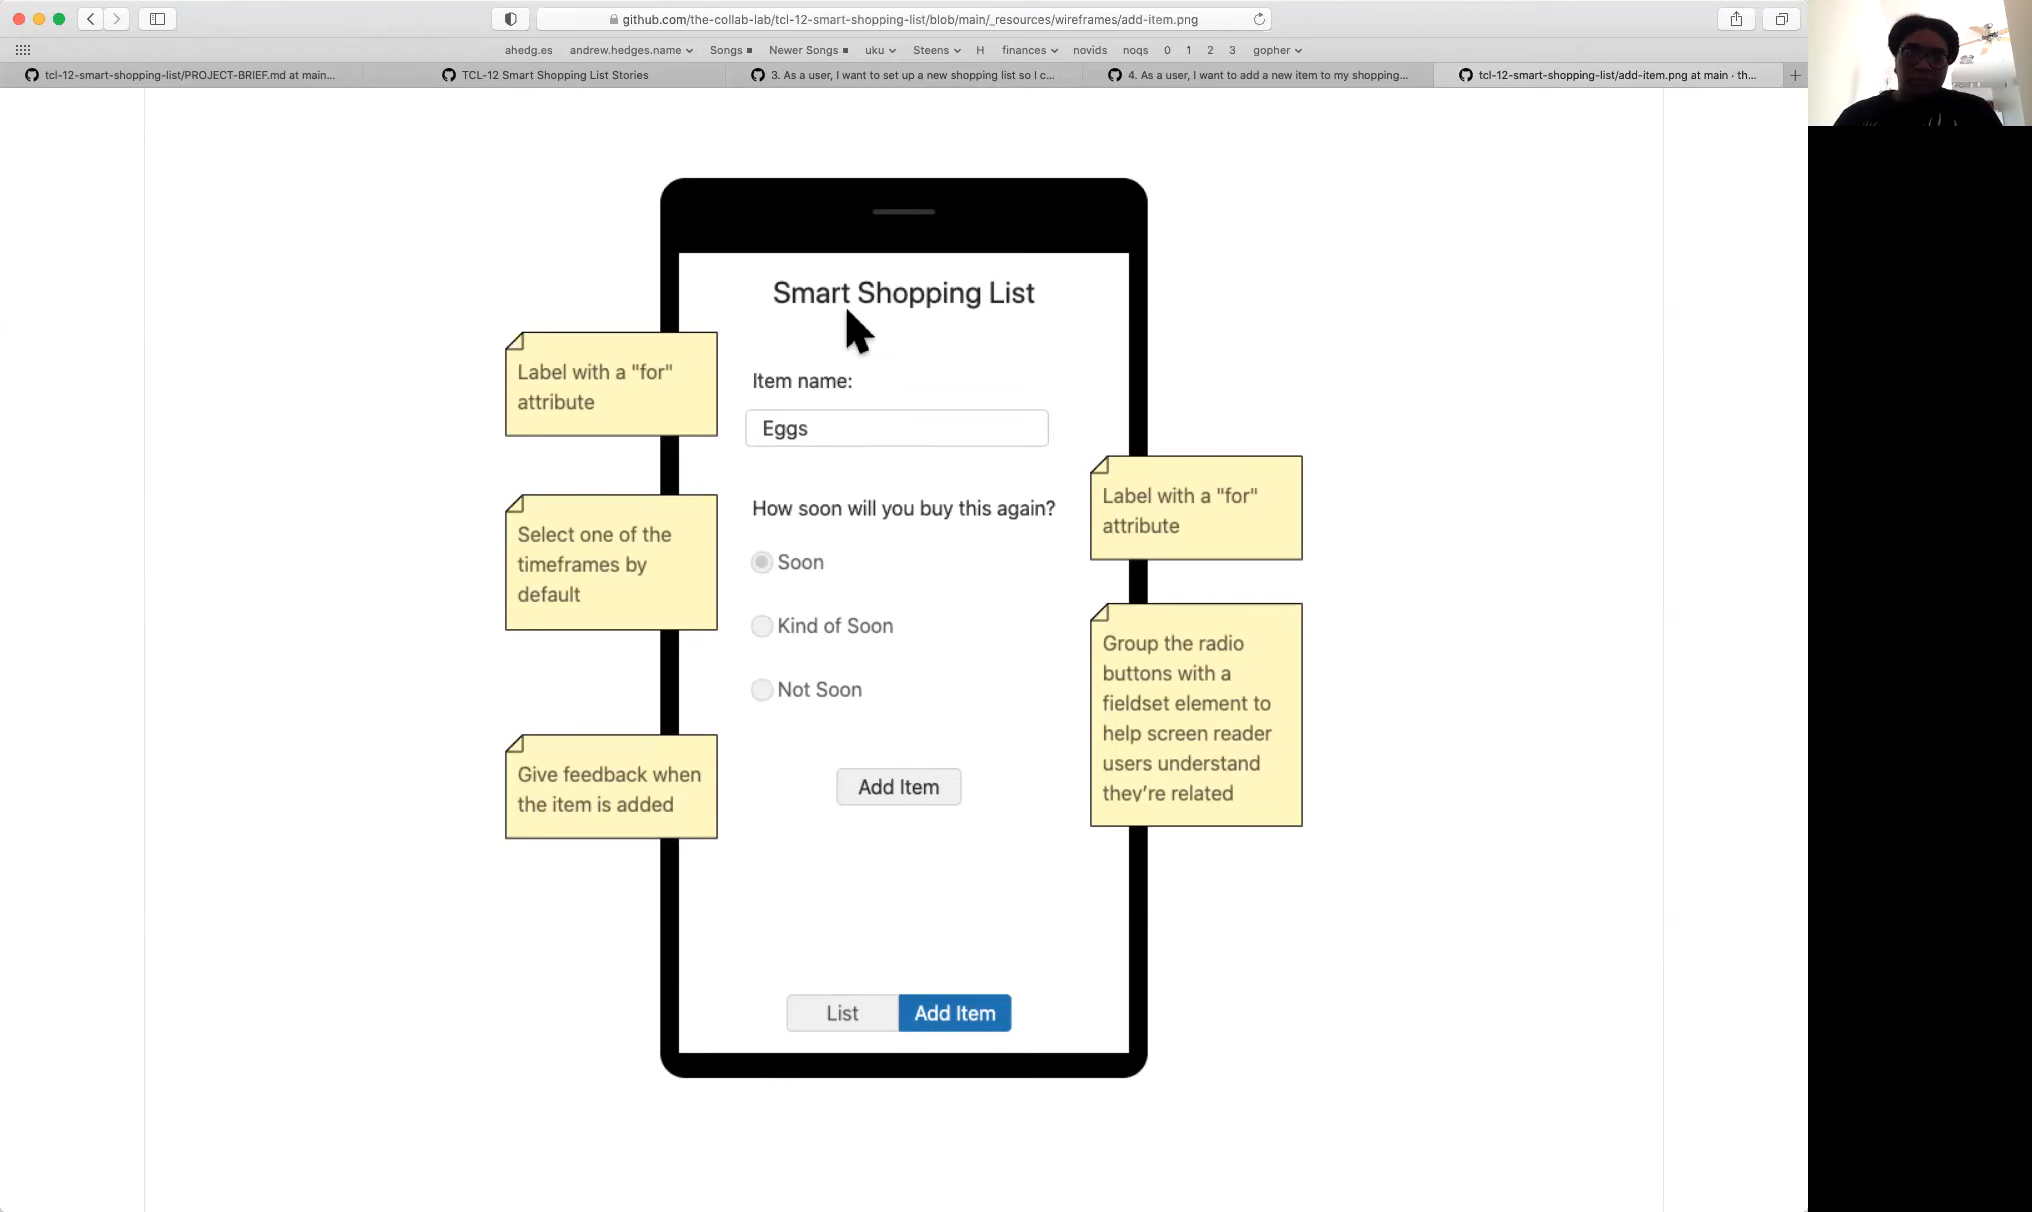 github.com/the-collab-lab/tcl-12-smart-shopping-list/blob/main/_resources/wireframes/add-item.png
ahedg.es andrew.hedges.name Songs Newer Songs uku Steens H finances novids noqs 0 1 2 3 gopher
tcl-12-smart-shopping-list/PROJECT-BRIEF.md at main...
TCL-12 Smart Shopping List Stories
3. As a user, I want to set up a new shopping list so I c...
4. As a user, I want to add a new item to my shopping...
tcl-12-smart-shopping-list/add-item.png at main · th...
Smart Shopping List
Label with a "for"
attribute
Item name:
Eggs
How soon will you buy this again?
Label with a "for"
attribute
Select one of the
timeframes by
default
Soon
Kind of Soon
Not Soon
Group the radio
buttons with a
fieldset element to
help screen reader
users understand
they're related
Give feedback when
the item is added
Add Item
List
Add Item